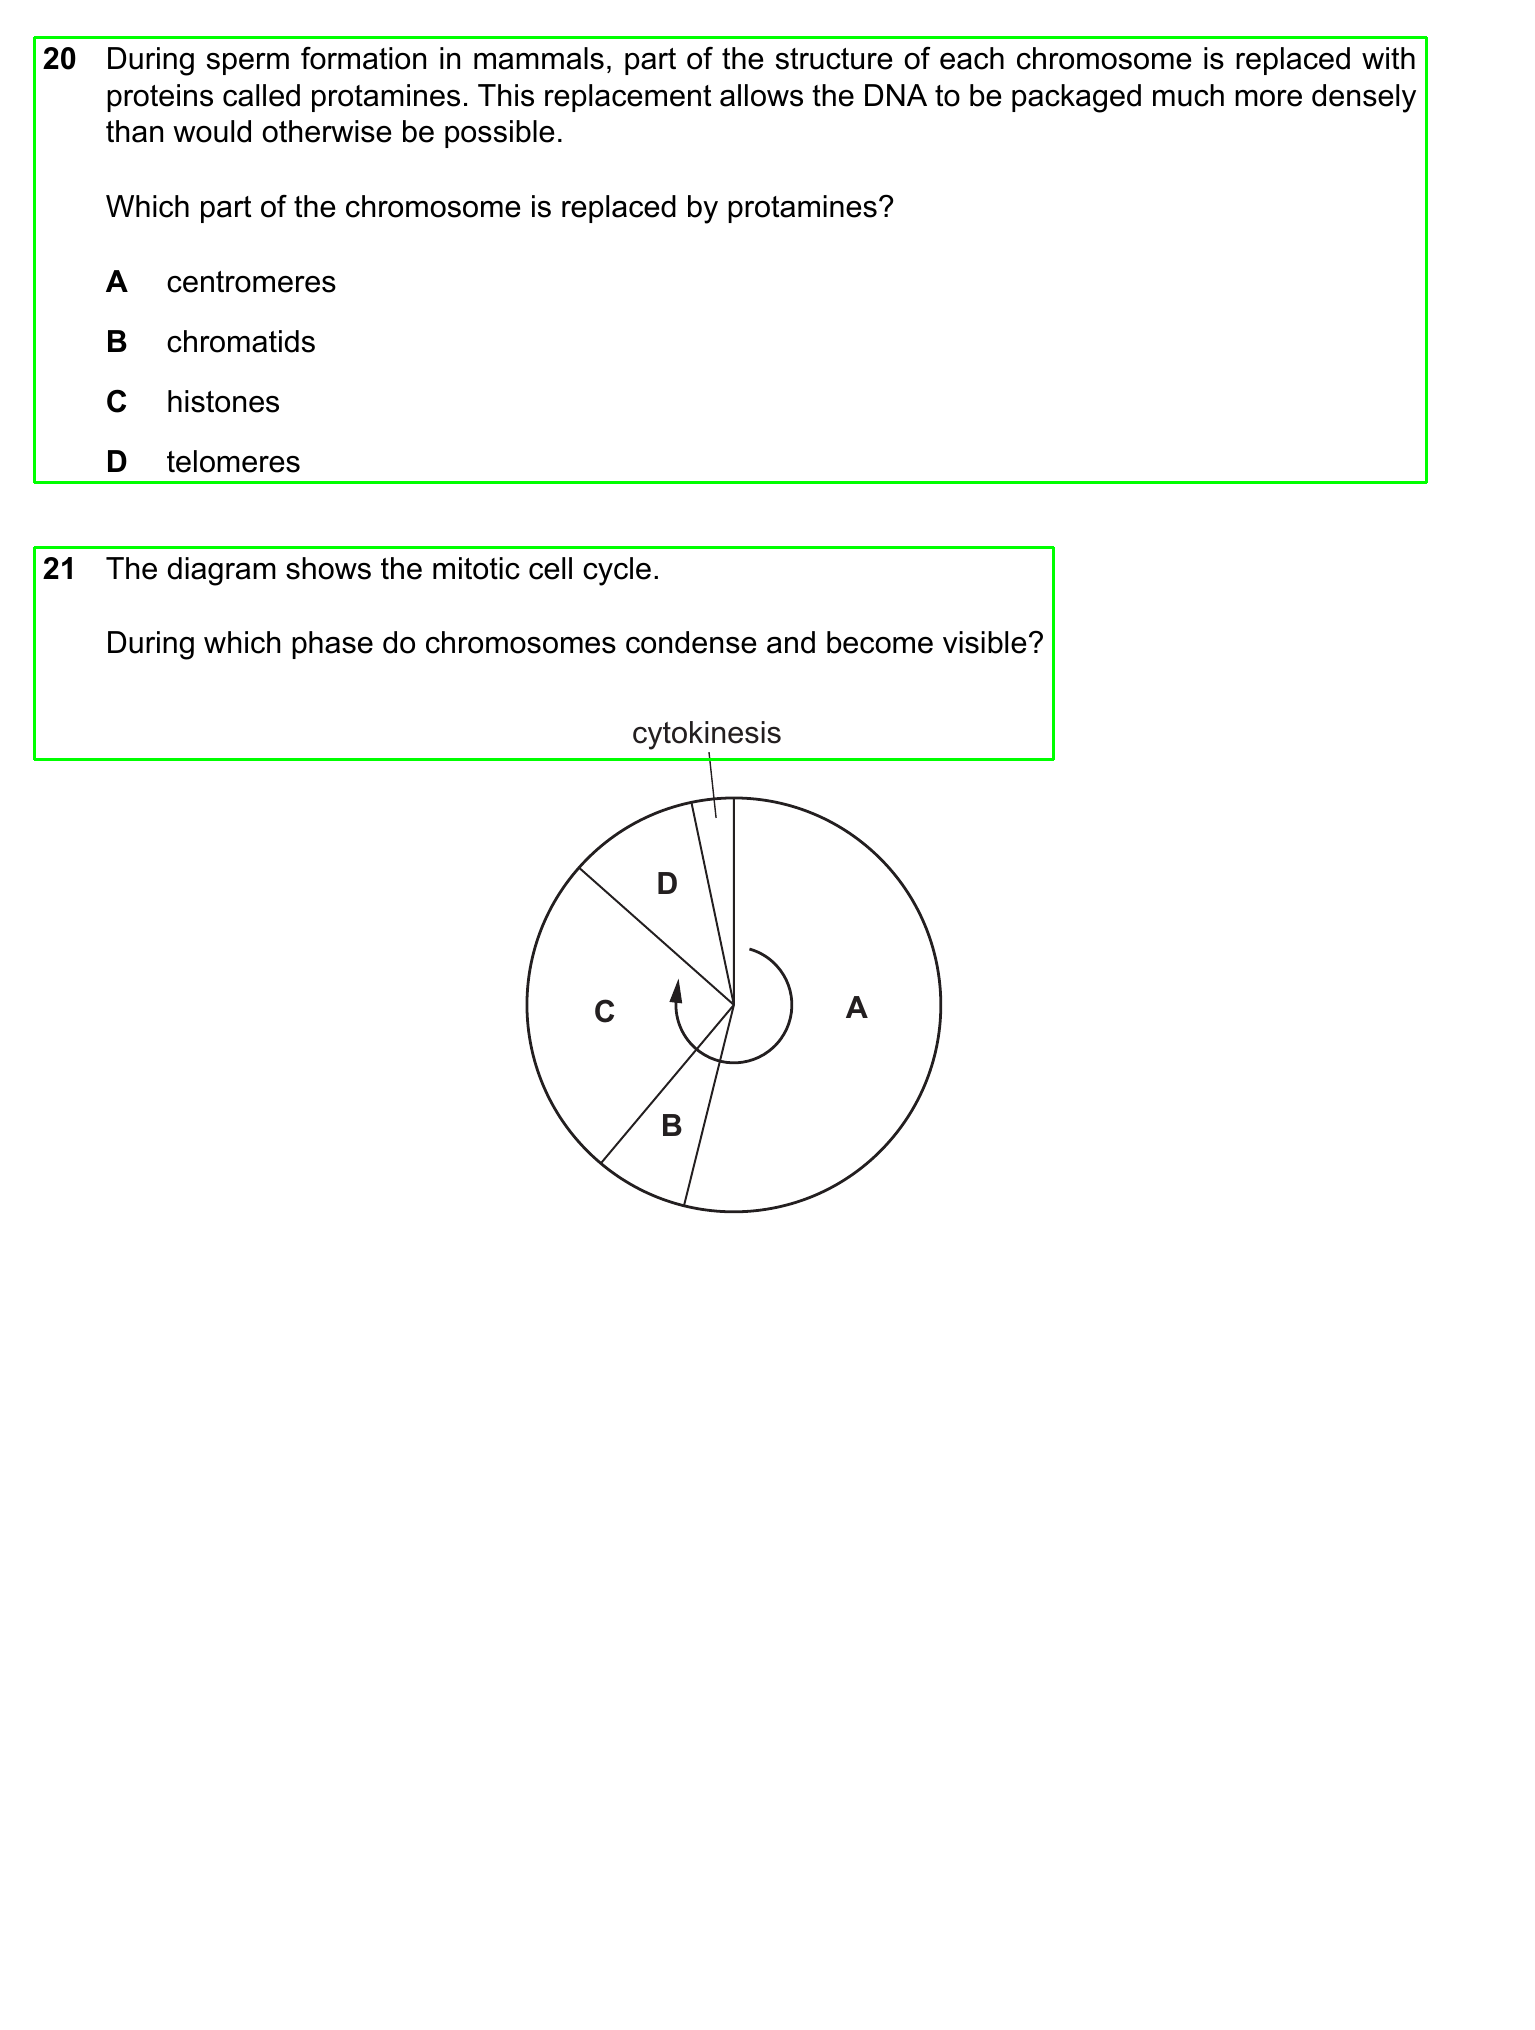 20 During sperm formation in mammals, part of the structure of each chromosome is replaced with
proteins called protamines. This replacement allows the DNA to be packaged much more densely
than would otherwise be possible.
Which part of the chromosome is replaced by protamines?
A centromeres
B chromatids
C histones
D telomeres
21 The diagram shows the mitotic cell cycle.
During which phase do chromosomes condense and become visible?
cytokinesis
D
C
A
B